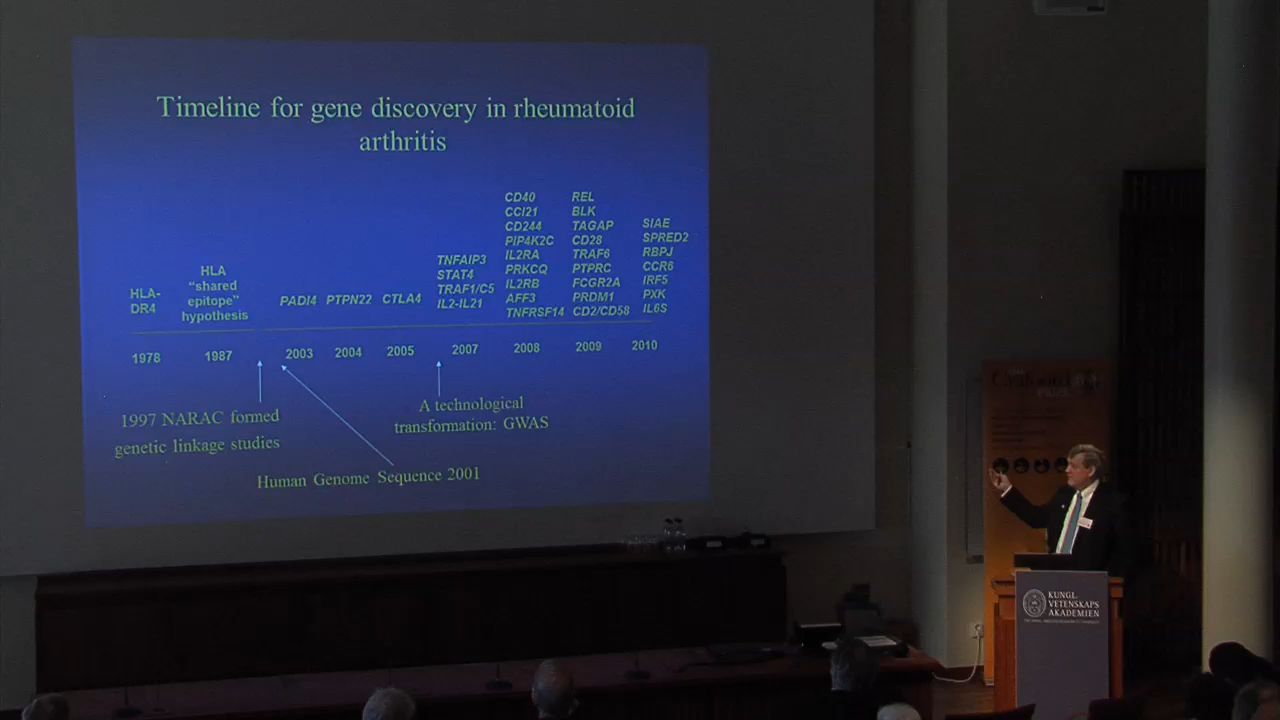 Timeline for gene discovery in rheumatoid
arthritis
HLA-
DR4
HLA
“shared
epitope”
hypothesis
PADI4
PTPN22
CTLA4
TNFAIP3
STAT4
TRAF1/C5
IL2-IL21
CD40
CCl21
CD244
PIP4K2C
IL2RA
PRKCQ
IL2RB
AFF3
TNFRSF14
REL
BLK
TAGAP
CD28
TRAF6
PTPRC
FCGR2A
PRDM1
CD2/CD58
SIAE
SPRED2
RBPJ
CCR6
IRF5
PXK
IL6S
1978
1987
2003
2004
2005
2007
2008
2009
2010
1997 NARAC formed
genetic linkage studies
A technological
transformation: GWAS
Human Genome Sequence 2001
KUNGL.
VETENSKAPS
AKADEMIEN